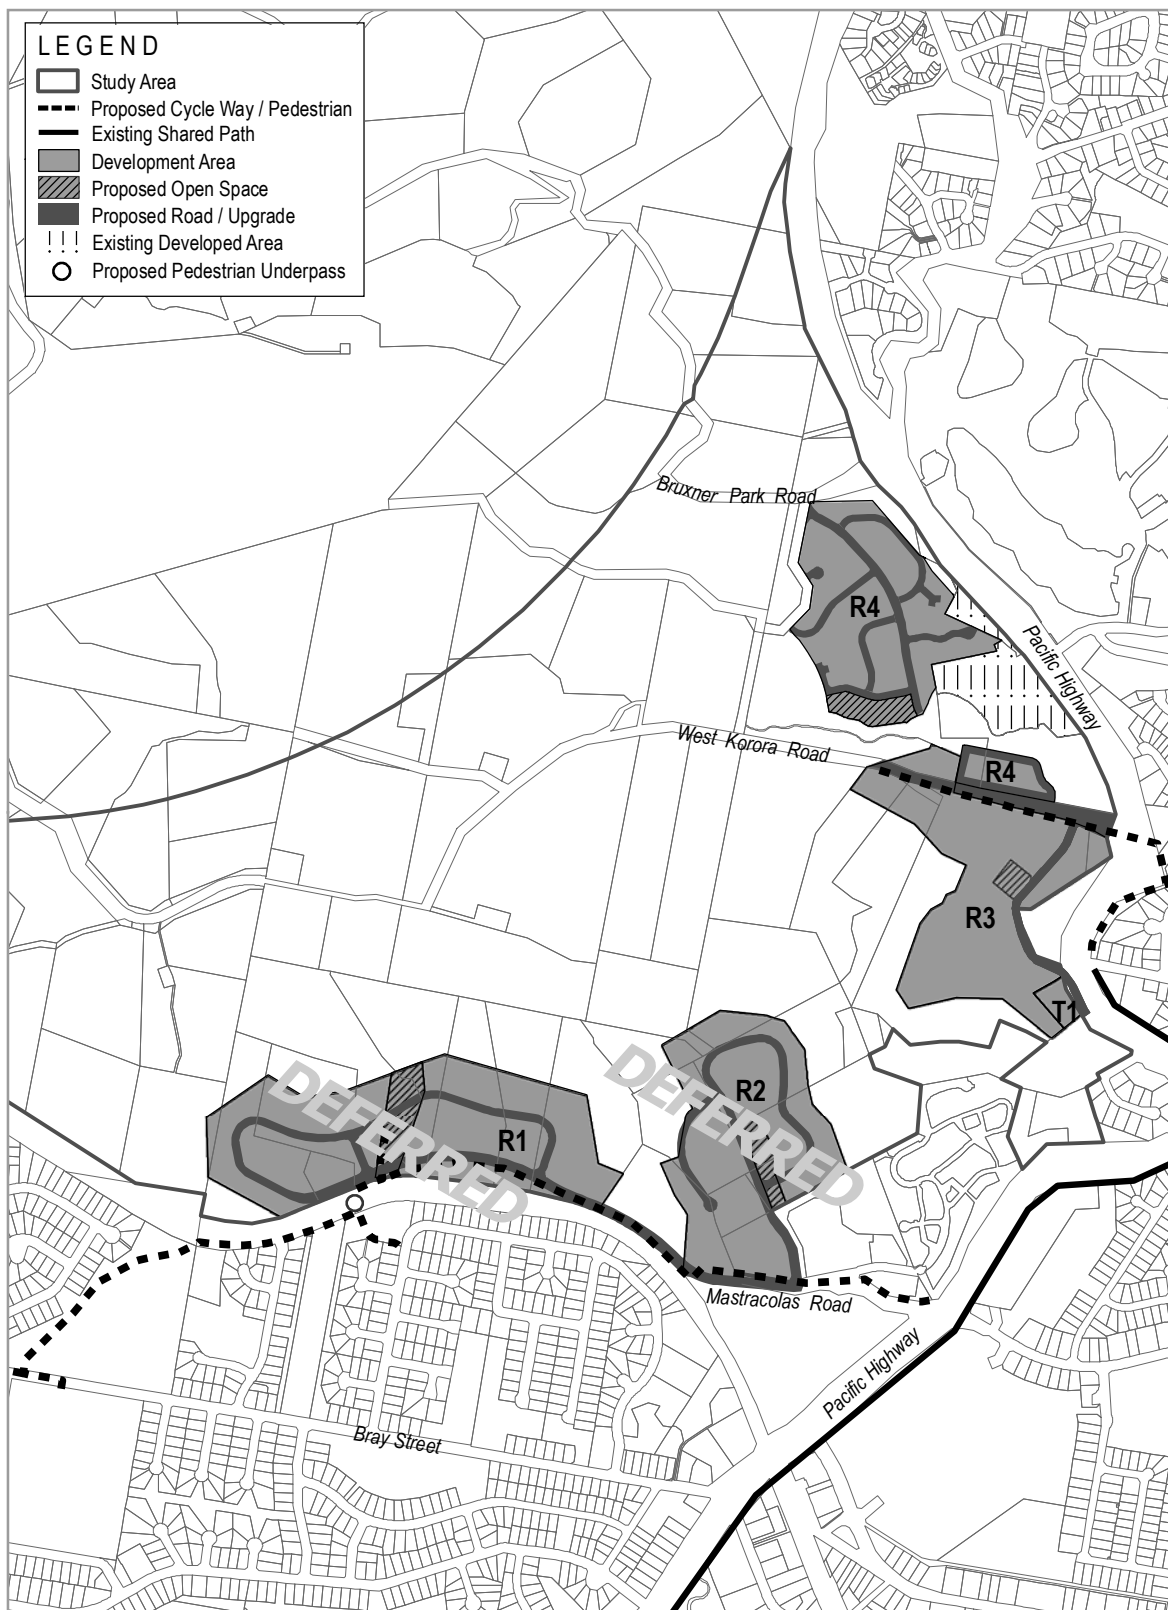 LEGEND
Study Area
Proposed Cycle Way / Pedestrian
Existing Shared Path
Development Area
Proposed Open Space
Proposed Road / Upgrade
Existing Developed Area
Proposed Pedestrian Underpass
Bruxner Park Road
R4
Pacific Highway
West Korora Road
R4
R3
T1
DEFERRED
R2
DEFERRED
R1
Mastracolas Road
Pacific Highway
Bray Street